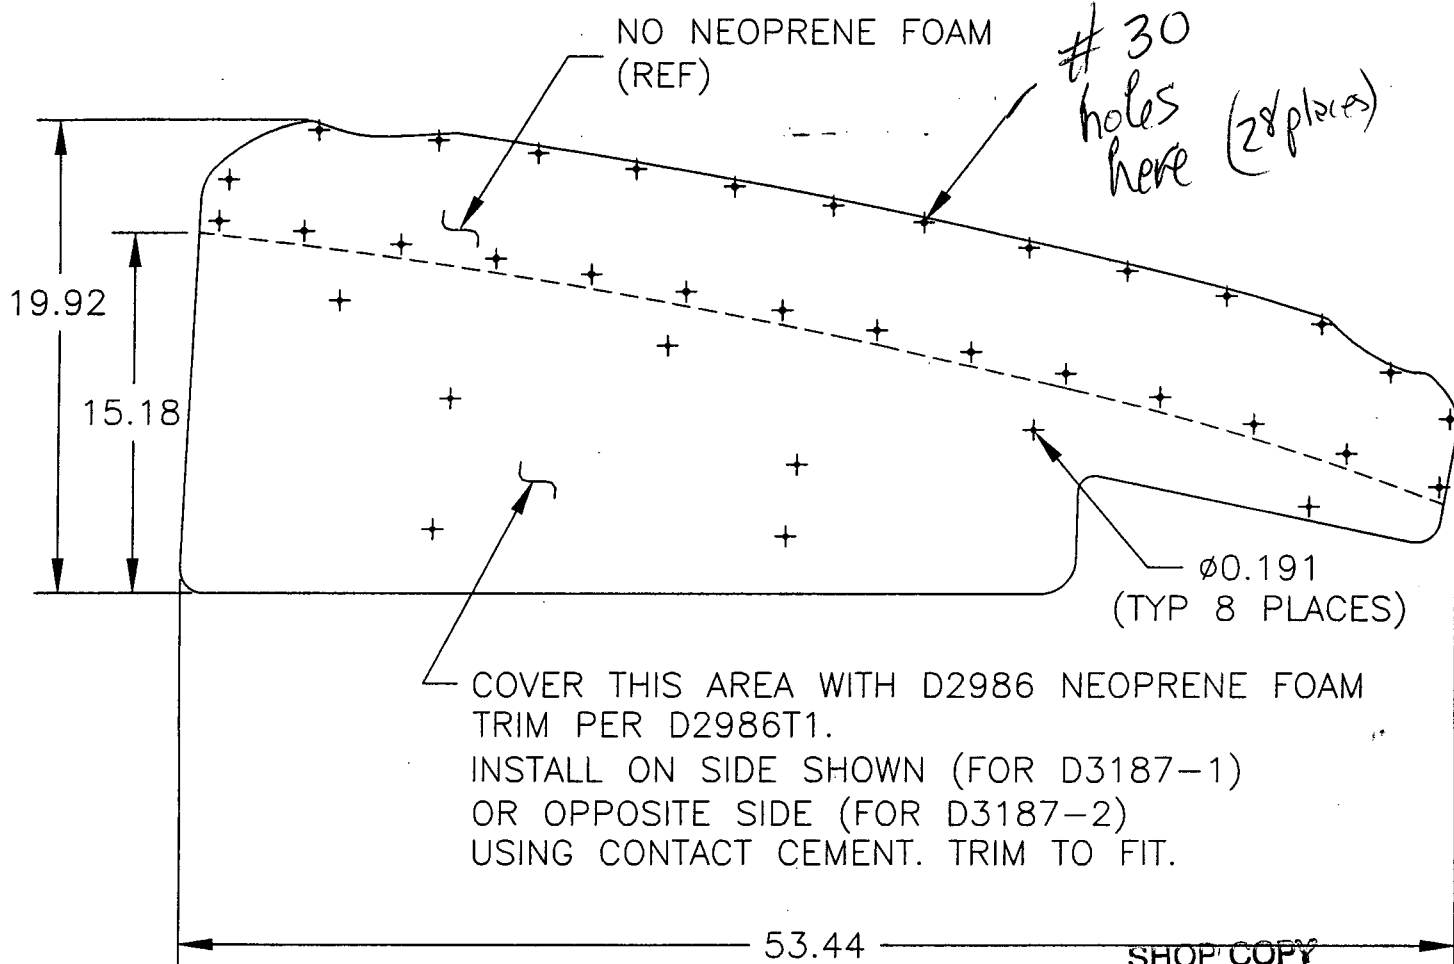 NO NEOPRENE FOAM
(REF)
# 30
holes
here (28 places)
19.92
15.18
ø0.191
(TYP 8 PLACES)
COVER THIS AREA WITH D2986 NEOPRENE FOAM
TRIM PER D2986T1.
INSTALL ON SIDE SHOWN (FOR D3187-1)
OR OPPOSITE SIDE (FOR D3187-2)
USING CONTACT CEMENT. TRIM TO FIT.
53.44
SHOP COPY